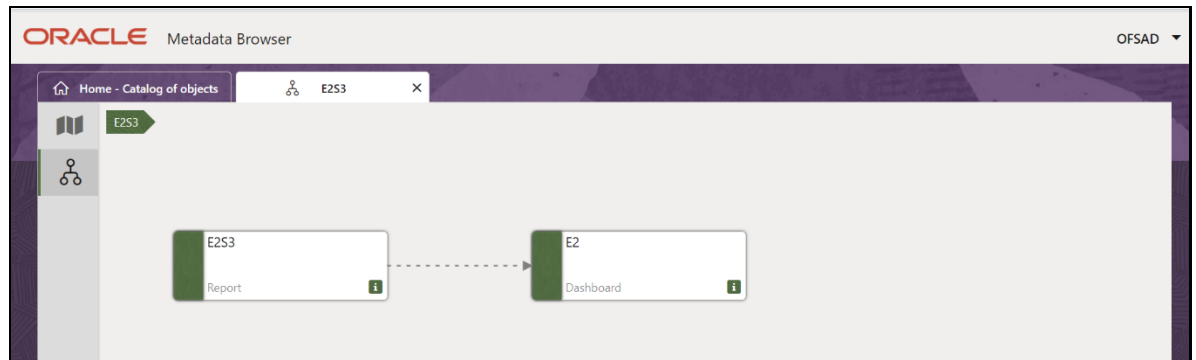 ORACLE Metadata Browser OFSAD
Home - Catalog of objects E2S3
E2S3
E2S3
Report
E2
Dashboard